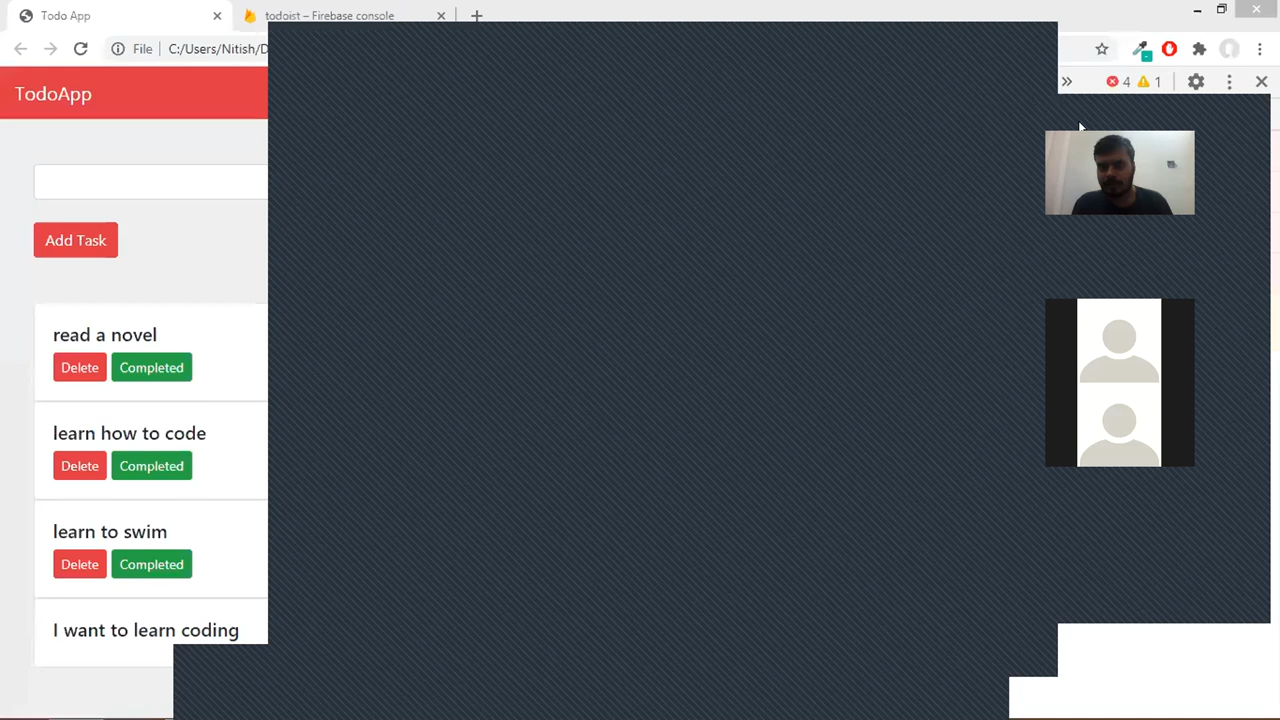 Todo App
todoist – Firebase console
File
C:/Users/Nitish/D
4
1
TodoApp
Add Task
read a novel
Delete
Completed
learn how to code
Delete
Completed
learn to swim
Delete
Completed
I want to learn coding